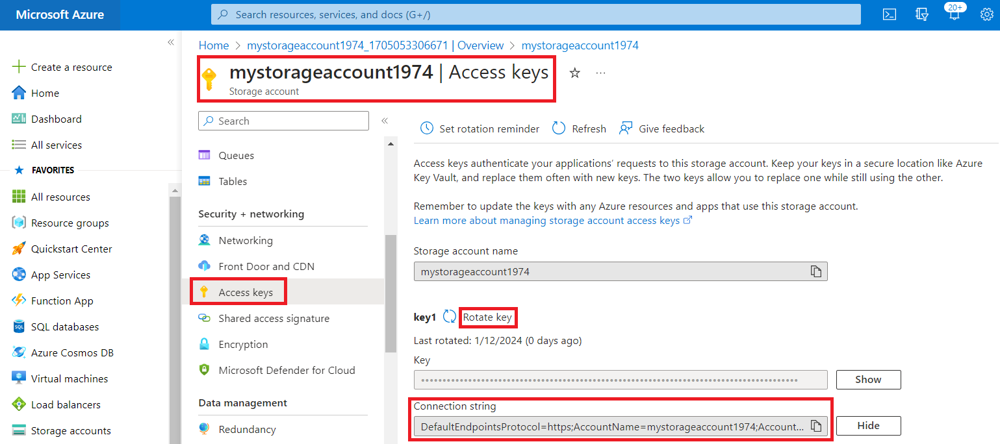 Microsoft Azure
Search resources, services, and docs (G+/)
20+
Create a resource
Home
Dashboard
All services
FAVORITES
All resources
Resource groups
Quickstart Center
App Services
Function App
SQL databases
Azure Cosmos DB
Virtual machines
Load balancers
Storage accounts
Home > mystorageaccount1974_1705053306671 | Overview > mystorageaccount1974
mystorageaccount1974 | Access keys
Storage account
Search
Queues
Tables
Security + networking
Networking
Front Door and CDN
Access keys
Shared access signature
Encryption
Microsoft Defender for Cloud
Data management
Redundancy
Set rotation reminder
Refresh
Give feedback
Access keys authenticate your applications' requests to this storage account. Keep your keys in a secure location like Azure
Key Vault, and replace them often with new keys. The two keys allow you to replace one while still using the other.
Remember to update the keys with any Azure resources and apps that use this storage account.
Learn more about managing storage account access keys
Storage account name
mystorageaccount1974
key1
Rotate key
Last rotated: 1/12/2024 (0 days ago)
Key
Show
Connection string
DefaultEndpointsProtocol=https;AccountName=mystorageaccount1974;Account...
Hide